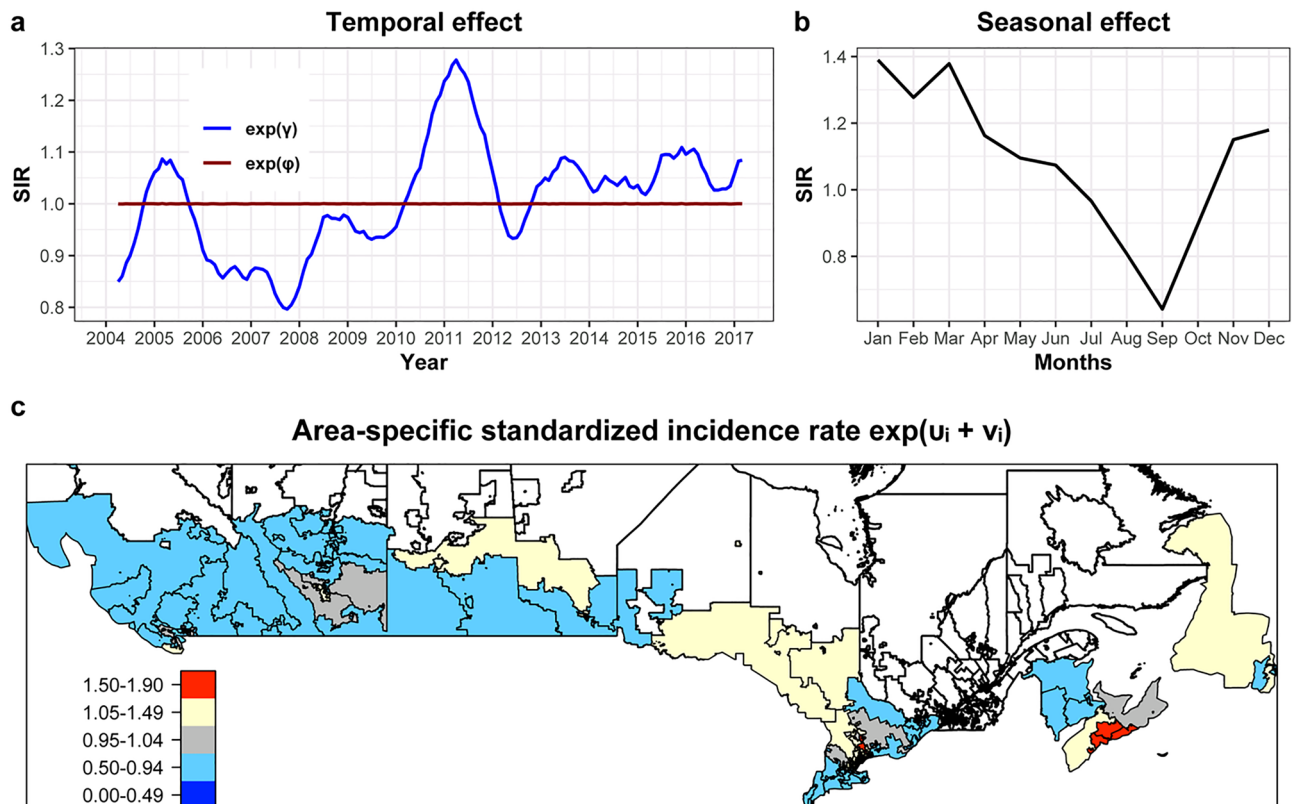 a
Temporal effect
1.3
1.2
1.1
1.0
0.9
0.8
SIR
exp(γ)
exp(φ)
2004 2005 2006 2007 2008 2009 2010 2011 2012 2013 2014 2015 2016 2017
Year
b
Seasonal effect
1.4
1.2
1.0
0.8
SIR
Jan Feb Mar Apr May Jun Jul Aug Sep Oct Nov Dec
Months
c
Area-specific standardized incidence rate exp(υᵢ + νᵢ)
1.50-1.90
1.05-1.49
0.95-1.04
0.50-0.94
0.00-0.49